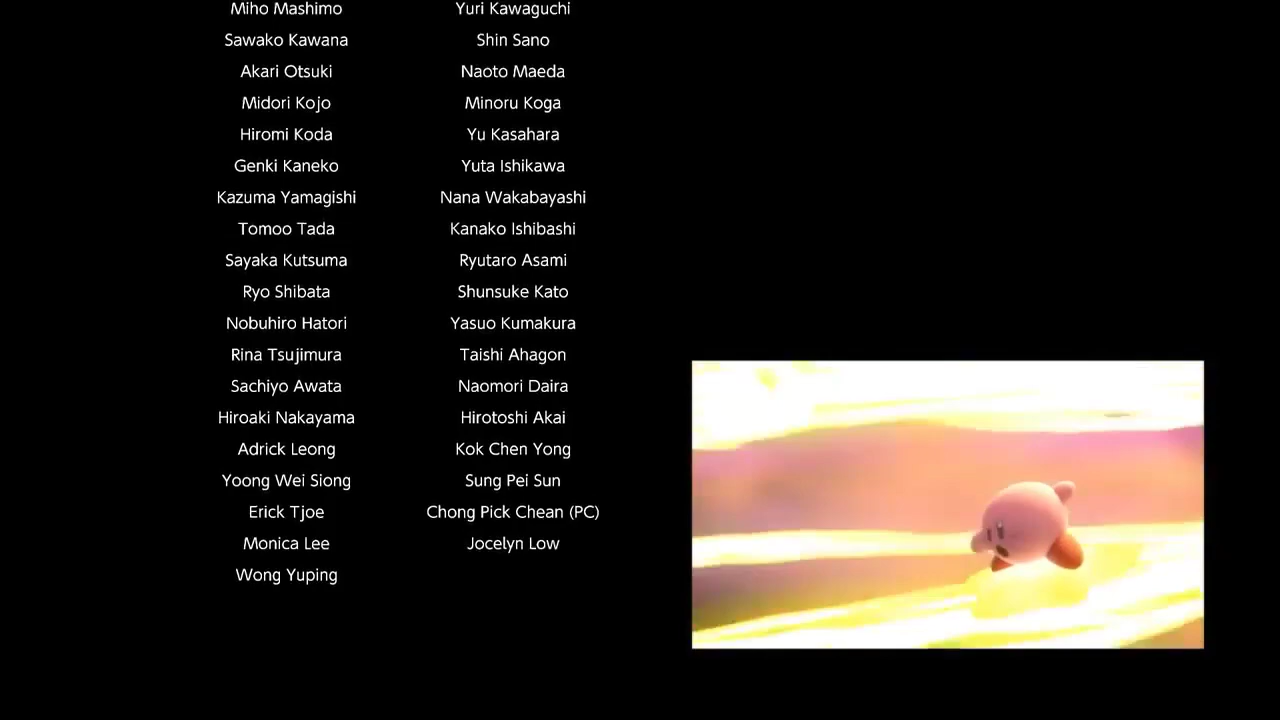 Miho Mashimo Yuri Kawaguchi
Sawako Kawana Shin Sano
Akari Otsuki Naoto Maeda
Midori Kojo Minoru Koga
Hiromi Koda Yu Kasahara
Genki Kaneko Yuta Ishikawa
Kazuma Yamagishi Nana Wakabayashi
Tomoo Tada Kanako Ishibashi
Sayaka Kutsuma Ryutaro Asami
Ryo Shibata Shunsuke Kato
Nobuhiro Hatori Yasuo Kumakura
Rina Tsujimura Taishi Ahagon
Sachiyo Awata Naomori Daira
Hiroaki Nakayama Hirotoshi Akai
Adrick Leong Kok Chen Yong
Yoong Wei Siong Sung Pei Sun
Erick Tjoe Chong Pick Chean (PC)
Monica Lee Jocelyn Low
Wong Yuping